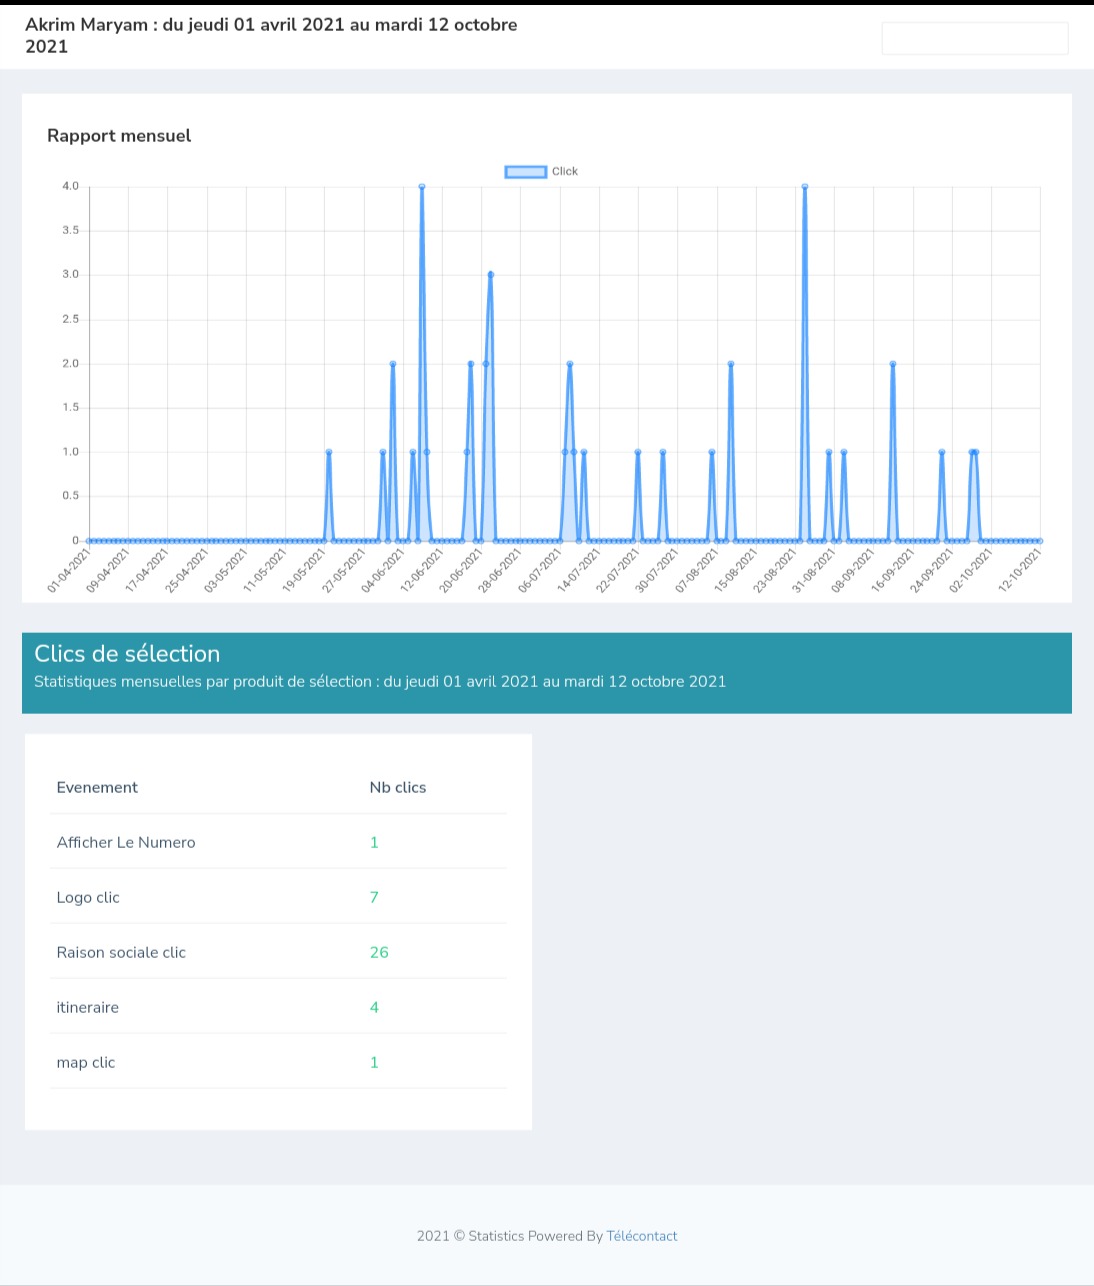 Akrim Maryam : du jeudi 01 avril 2021 au mardi 12 octobre
2021
Rapport mensuel
Click
4.0
3.5
3.0
2.5
2.0
1.5
1.0
0.5
0
01-04-2021
09-04-2021
17-04-2021
25-04-2021
03-05-2021
11-05-2021
19-05-2021
27-05-2021
04-06-2021
12-06-2021
20-06-2021
28-06-2021
06-07-2021
14-07-2021
22-07-2021
30-07-2021
07-08-2021
15-08-2021
23-08-2021
31-08-2021
08-09-2021
16-09-2021
24-09-2021
02-10-2021
12-10-2021
Clics de sélection
Statistiques mensuelles par produit de sélection : du jeudi 01 avril 2021 au mardi 12 octobre 2021
Evenement Nb clics
Afficher Le Numero 1
Logo clic 7
Raison sociale clic 26
itineraire 4
map clic 1
2021 © Statistics Powered By Télécontact